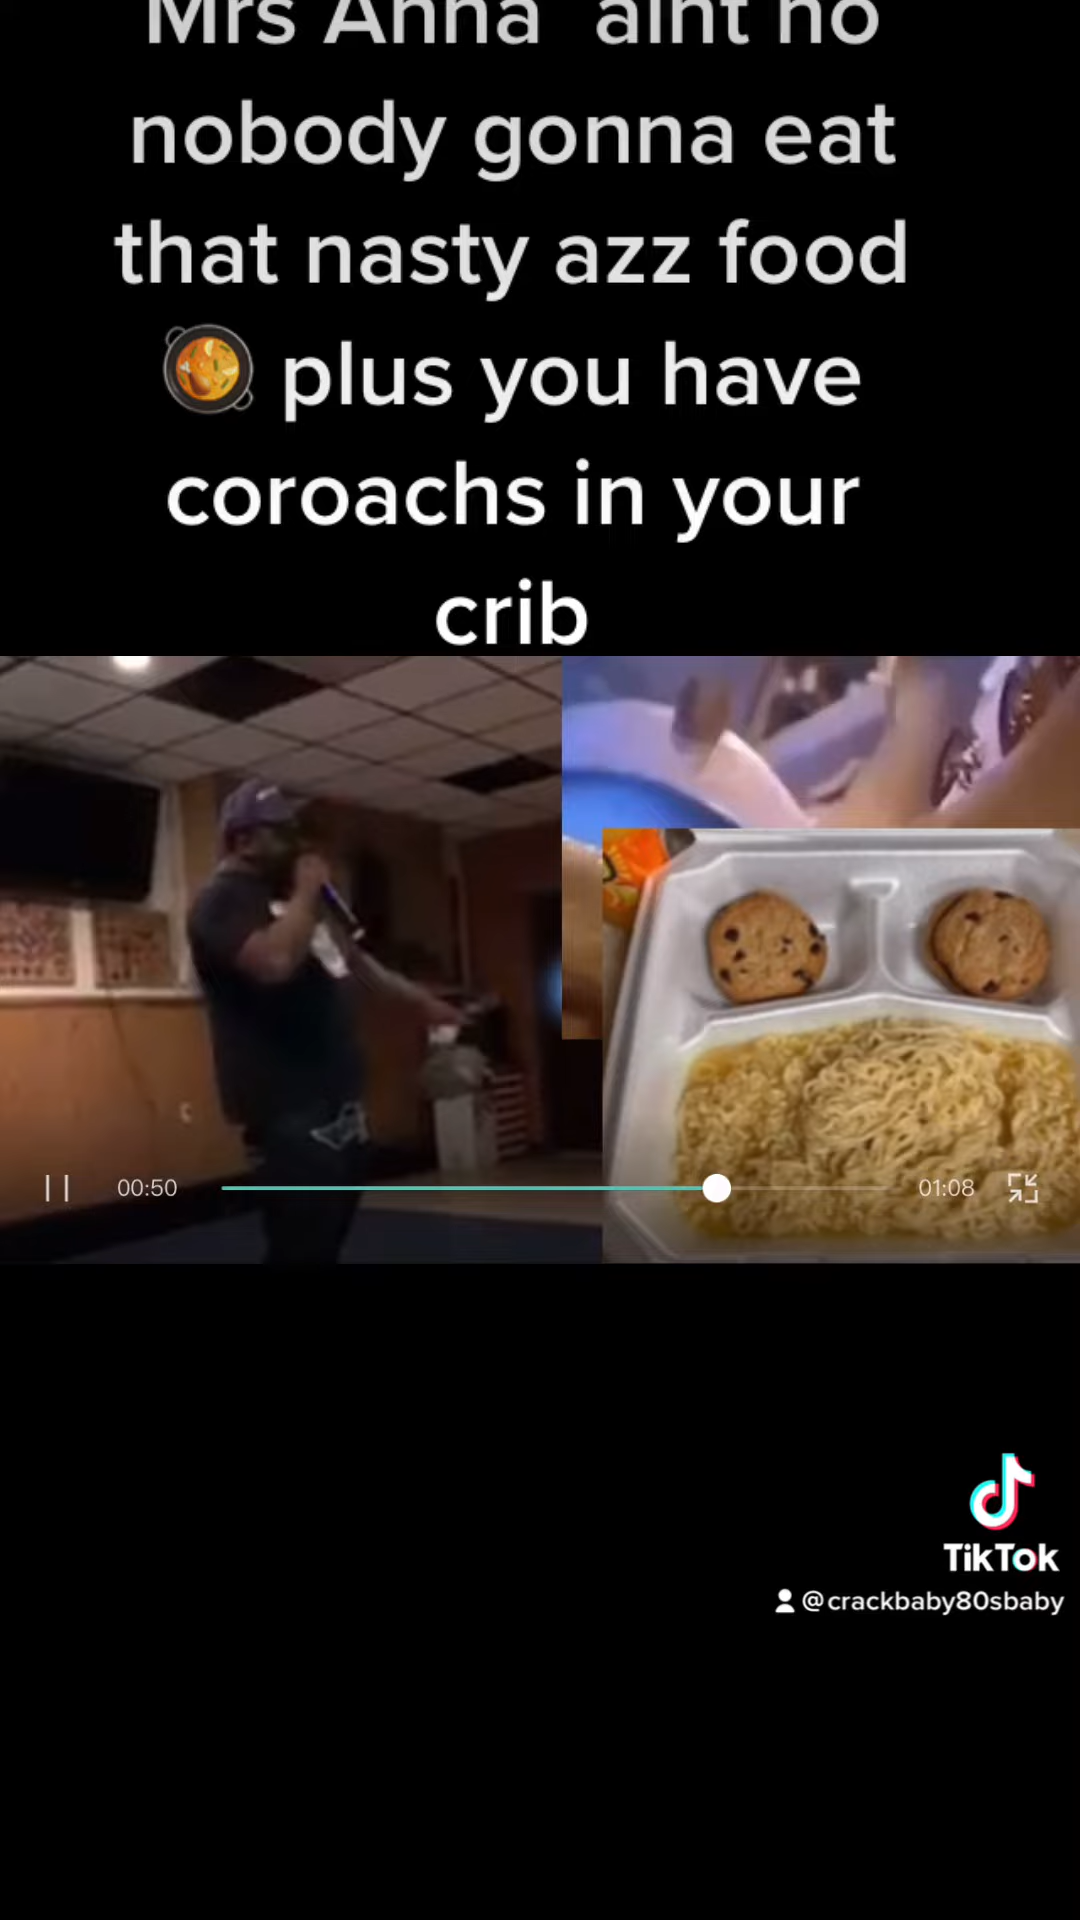 Mrs Anna aint no
nobody gonna eat
that nasty azz food
🥘 plus you have
coroachs in your
crib
00:50
01:08
TikTok
@crackbaby80sbaby